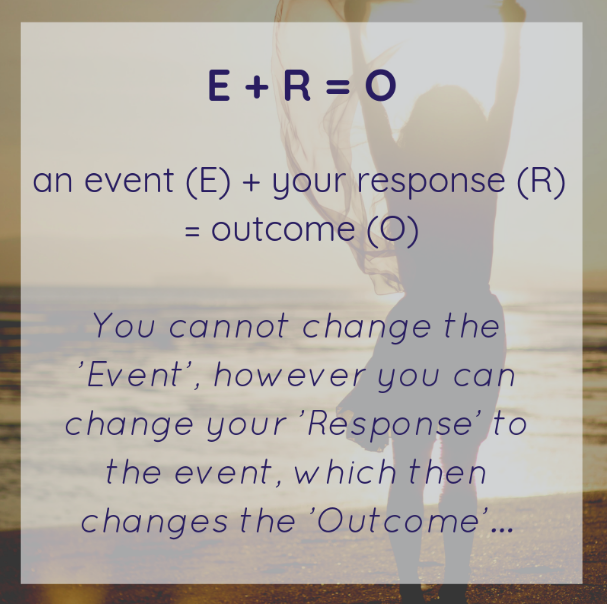 E + R = O
an event (E) + your response (R)
= outcome (O)
You cannot change the
'Event', however you can
change your 'Response' to
the event, which then
changes the 'Outcome'...